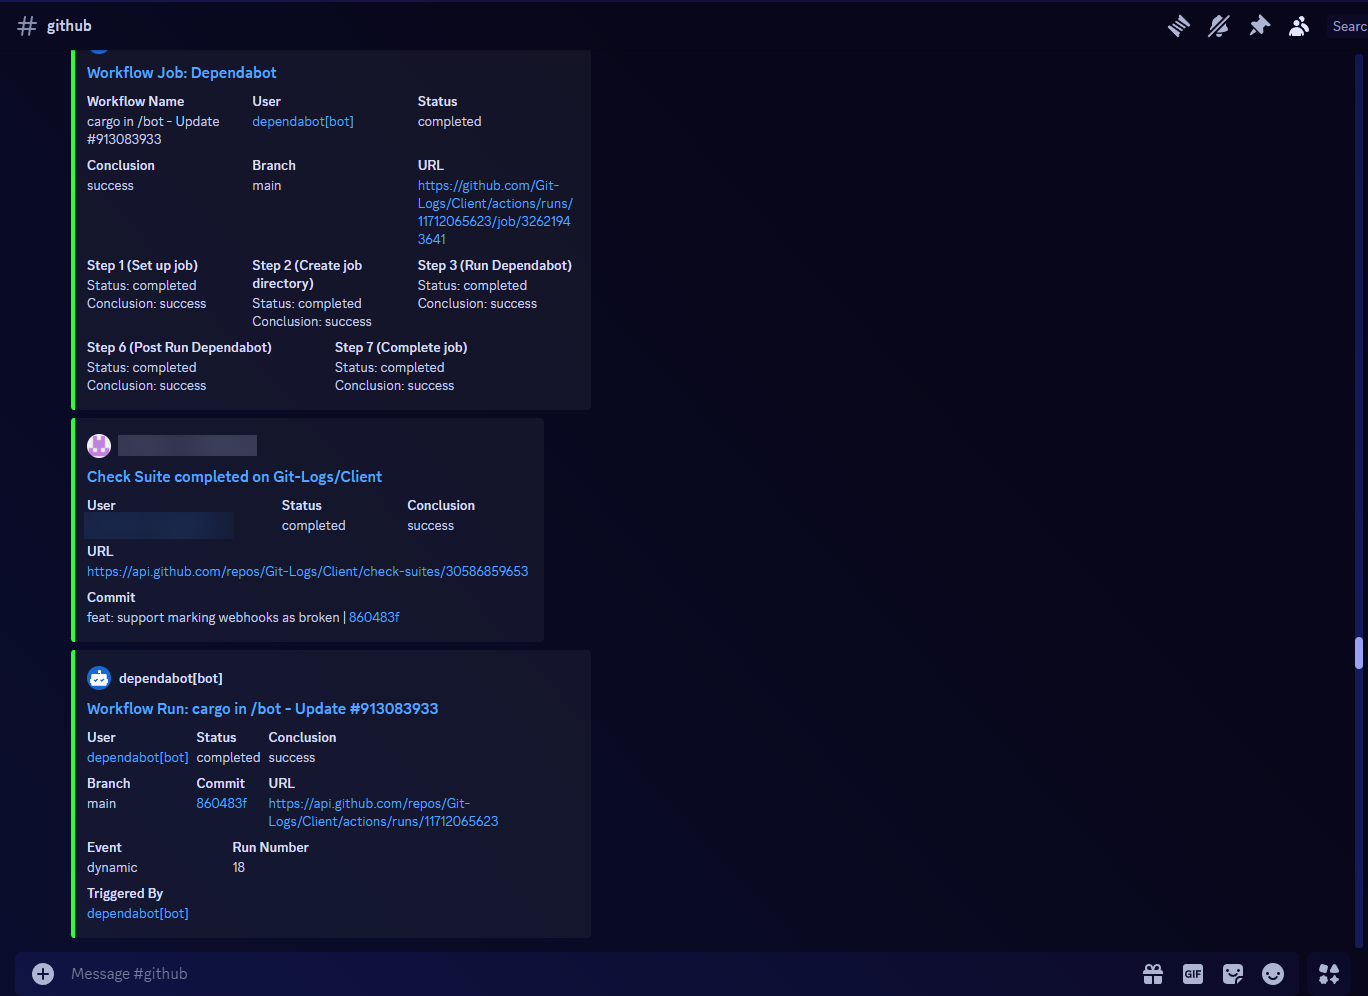 github
Searc
Workflow Job: Dependabot
Workflow Name
User
Status
cargo in /bot - Update
#913083933
dependabot[bot]
completed
Conclusion
Branch
URL
success
main
https://github.com/Git-
Logs/Client/actions/runs/
11712065623/job/3262194
3641
Step 1 (Set up job)
Status: completed
Conclusion: success
Step 2 (Create job
directory)
Status: completed
Conclusion: success
Step 3 (Run Dependabot)
Status: completed
Conclusion: success
Step 6 (Post Run Dependabot)
Status: completed
Conclusion: success
Step 7 (Complete job)
Status: completed
Conclusion: success
Check Suite completed on Git-Logs/Client
User
Status
Conclusion
completed
success
URL
https://api.github.com/repos/Git-Logs/Client/check-suites/30586859653
Commit
feat: support marking webhooks as broken | 860483f
dependabot[bot]
Workflow Run: cargo in /bot - Update #913083933
User
Status
Conclusion
dependabot[bot]
completed
success
Branch
Commit
URL
main
860483f
https://api.github.com/repos/Git-
Logs/Client/actions/runs/11712065623
Event
Run Number
dynamic
18
Triggered By
dependabot[bot]
Message #github
GIF